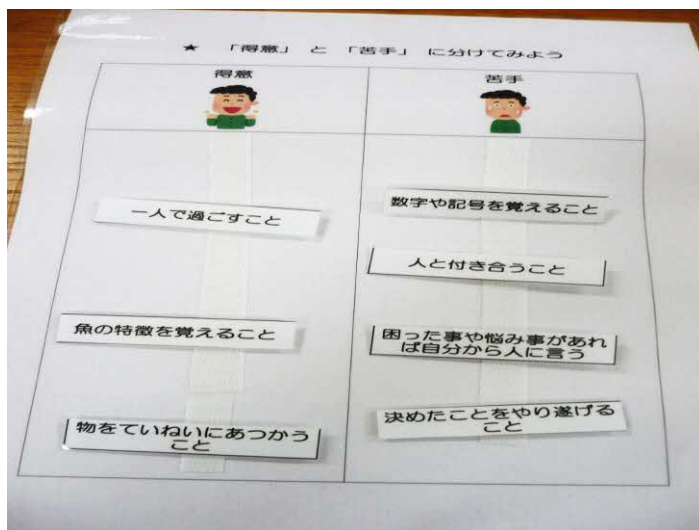 ★ 「得意」 と 「苦手」 に分けてみよう
得意
一人で過ごすこと
魚の特徴を覚えること
物をていねいにあつかう
こと
苦手
数字や記号を覚えること
人と付き合うこと
困った事や悩み事があれ
ば自分から人に言う
決めたことをやり遂げる
こと